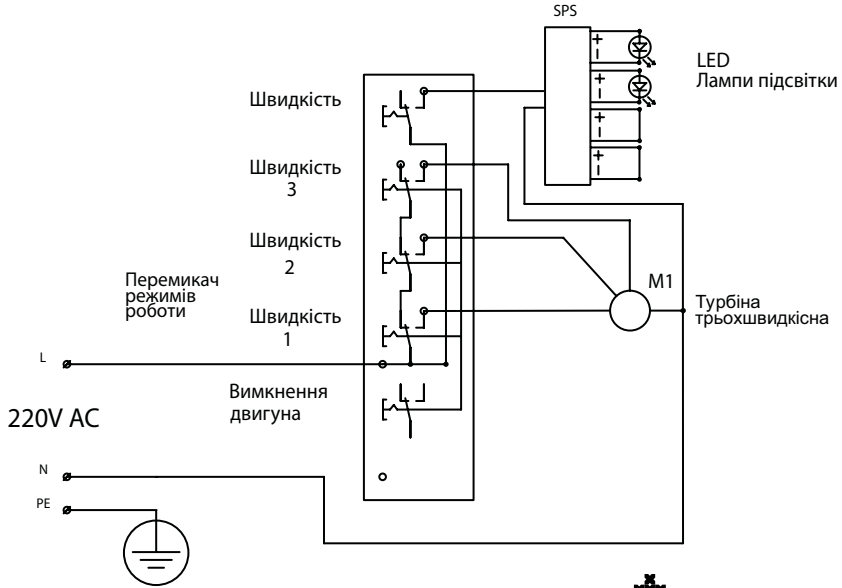 SPS
LED
Лампи підсвітки
Швидкість
Швидкість
3
Швидкість
2
M1
Перемикач
режимів
роботи
Турбіна
трьохшвидкісна
Швидкість
1
L
Вимкнення
двигуна
220V AC
N
PE